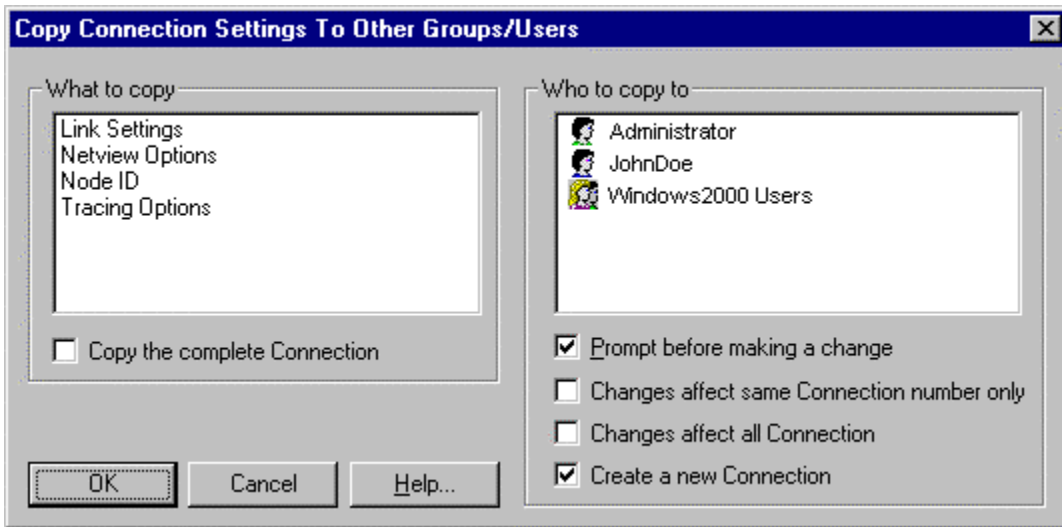 Copy Connection Settings To Other Groups/Users
What to copy
Link Settings
Netview Options
Node ID
Tracing Options
Copy the complete Connection
Who to copy to
Administrator
JohnDoe
Windows2000 Users
Prompt before making a change
Changes affect same Connection number only
Changes affect all Connection
Create a new Connection
OK
Cancel
Help...